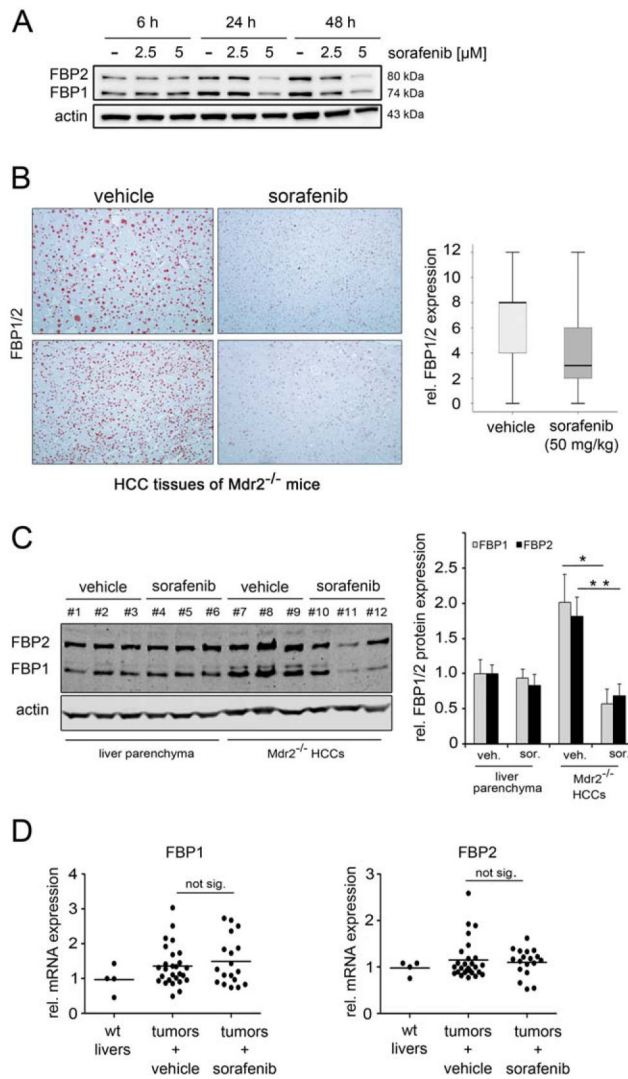 A
6 h 24 h 48 h
– 2.5 5 – 2.5 5 – 2.5 5 sorafenib [µM]
FBP2 80 kDa
FBP1 74 kDa
actin 43 kDa
B
vehicle sorafenib
FBP1/2
HCC tissues of Mdr2-/- mice
rel. FBP1/2 expression
12
10
8
6
4
2
0
vehicle sorafenib
(50 mg/kg)
C
vehicle sorafenib vehicle sorafenib
#1 #2 #3 #4 #5 #6 #7 #8 #9 #10 #11 #12
FBP2
FBP1
actin
liver parenchyma Mdr2-/- HCCs
rel. FBP1/2 protein expression
FBP1 FBP2
*
* *
2.5
2.0
1.5
1.0
0.5
0
veh. sor. veh. sor.
liver Mdr2-/-
parenchyma HCCs
D
FBP1
not sig.
rel. mRNA expression
4
3
2
1
0
wt tumors tumors
livers + +
vehicle sorafenib
FBP2
not sig.
rel. mRNA expression
3
2
1
0
wt tumors tumors
livers + +
vehicle sorafenib